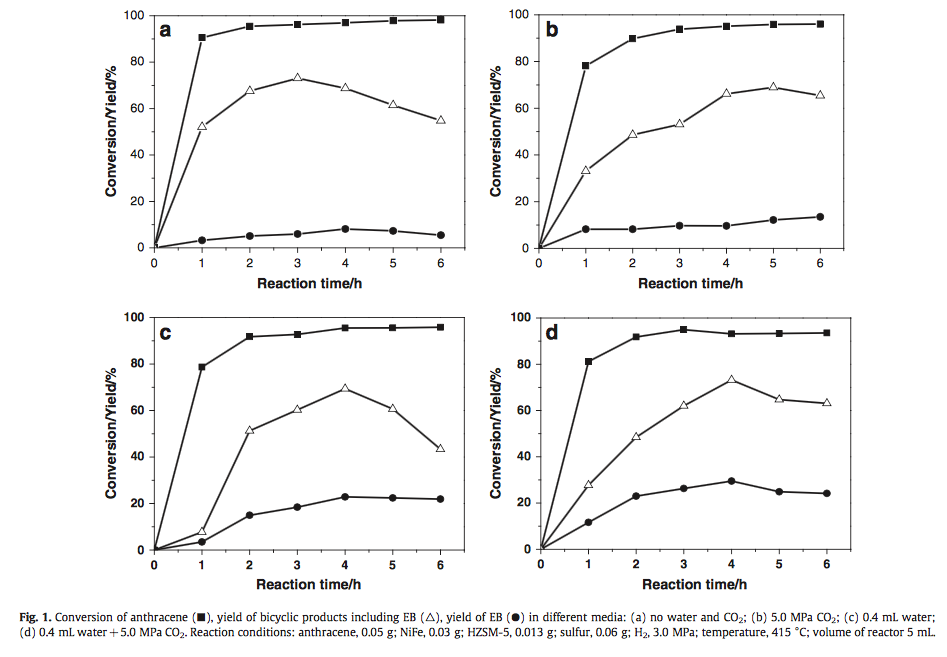 a
Conversion/Yield/%
100
80
60
40
20
0
0 1 2 3 4 5 6
Reaction time/h
b
Conversion/Yield/%
100
80
60
40
20
0
0 1 2 3 4 5 6
Reaction time/h
c
Conversion/Yield/%
100
80
60
40
20
0
0 1 2 3 4 5 6
Reaction time/h
d
Conversion/Yield/%
100
80
60
40
20
0
0 1 2 3 4 5 6
Reaction time/h
Fig. 1. Conversion of anthracene (■), yield of bicyclic products including EB (△), yield of EB (●) in different media: (a) no water and CO₂; (b) 5.0 MPa CO₂; (c) 0.4 mL water;
(d) 0.4 mL water + 5.0 MPa CO₂. Reaction conditions: anthracene, 0.05 g; NiFe, 0.03 g; HZSM-5, 0.013 g; sulfur, 0.06 g; H₂, 3.0 MPa; temperature, 415 °C; volume of reactor 5 mL.